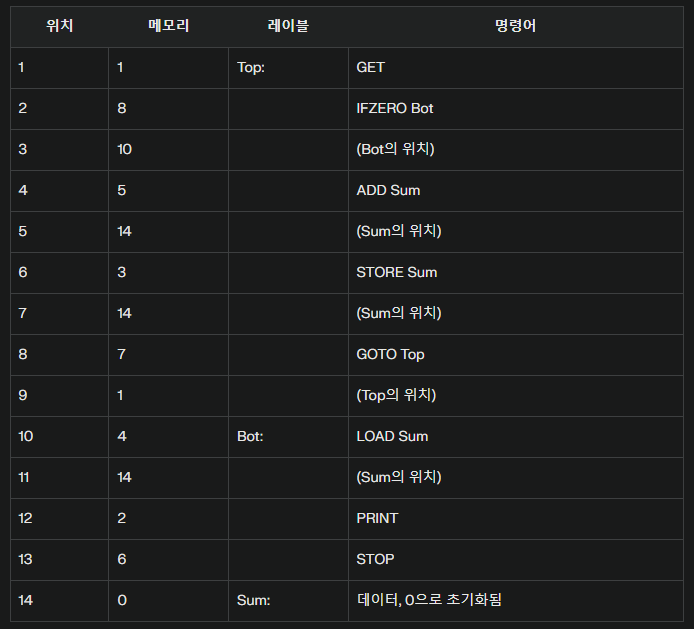 위치 메모리 레이블 명령어
1 1 Top: GET
2 8 IFZERO Bot
3 10 (Bot의 위치)
4 5 ADD Sum
5 14 (Sum의 위치)
6 3 STORE Sum
7 14 (Sum의 위치)
8 7 GOTO Top
9 1 (Top의 위치)
10 4 Bot: LOAD Sum
11 14 (Sum의 위치)
12 2 PRINT
13 6 STOP
14 0 Sum: 데이터, 0으로 초기화됨